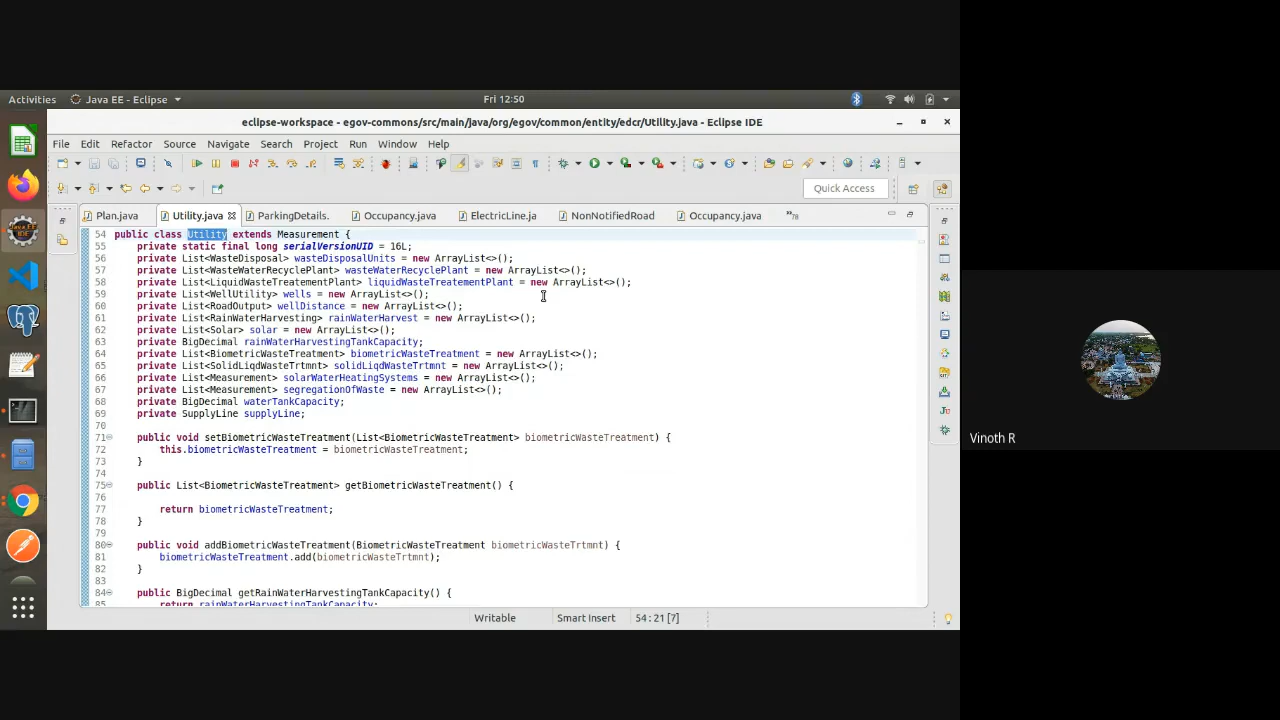 Activities Java EE - Eclipse Fri 12:50
eclipse-workspace - egov-commons/src/main/java/org/egov/common/entity/edcr/Utility.java - Eclipse IDE
File Edit Refactor Source Navigate Search Project Run Window Help
Quick Access
Plan.java Utility.java ParkingDetails. Occupancy.java ElectricLine.ja NonNotifiedRoad Occupancy.java »78
54 public class Utility extends Measurement {
55 private static final long serialVersionUID = 16L;
56 private List<WasteDisposal> wasteDisposalUnits = new ArrayList<>();
57 private List<WasteWaterRecyclePlant> wasteWaterRecyclePlant = new ArrayList<>();
58 private List<LiquidWasteTreatementPlant> liquidWasteTreatementPlant = new ArrayList<>();
59 private List<WellUtility> wells = new ArrayList<>();
60 private List<RoadOutput> wellDistance = new ArrayList<>();
61 private List<RainWaterHarvesting> rainWaterHarvest = new ArrayList<>();
62 private List<Solar> solar = new ArrayList<>();
63 private BigDecimal rainWaterHarvestingTankCapacity;
64 private List<BiometricWasteTreatment> biometricWasteTreatment = new ArrayList<>();
65 private List<SolidLiqdWasteTrtmnt> solidLiqdWasteTrtmnt = new ArrayList<>();
66 private List<Measurement> solarWaterHeatingSystems = new ArrayList<>();
67 private List<Measurement> segregationOfWaste = new ArrayList<>();
68 private BigDecimal waterTankCapacity;
69 private SupplyLine supplyLine;
70
71 public void setBiometricWasteTreatment(List<BiometricWasteTreatment> biometricWasteTreatment) {
72 this.biometricWasteTreatment = biometricWasteTreatment;
73 }
74
75 public List<BiometricWasteTreatment> getBiometricWasteTreatment() {
76
77 return biometricWasteTreatment;
78 }
79
80 public void addBiometricWasteTreatment(BiometricWasteTreatment biometricWasteTrtmnt) {
81 biometricWasteTreatment.add(biometricWasteTrtmnt);
82 }
83
84 public BigDecimal getRainWaterHarvestingTankCapacity() {
85 return rainWaterHarvestingTankCapacity;
Writable Smart Insert 54 : 21 [7]
Vinoth R